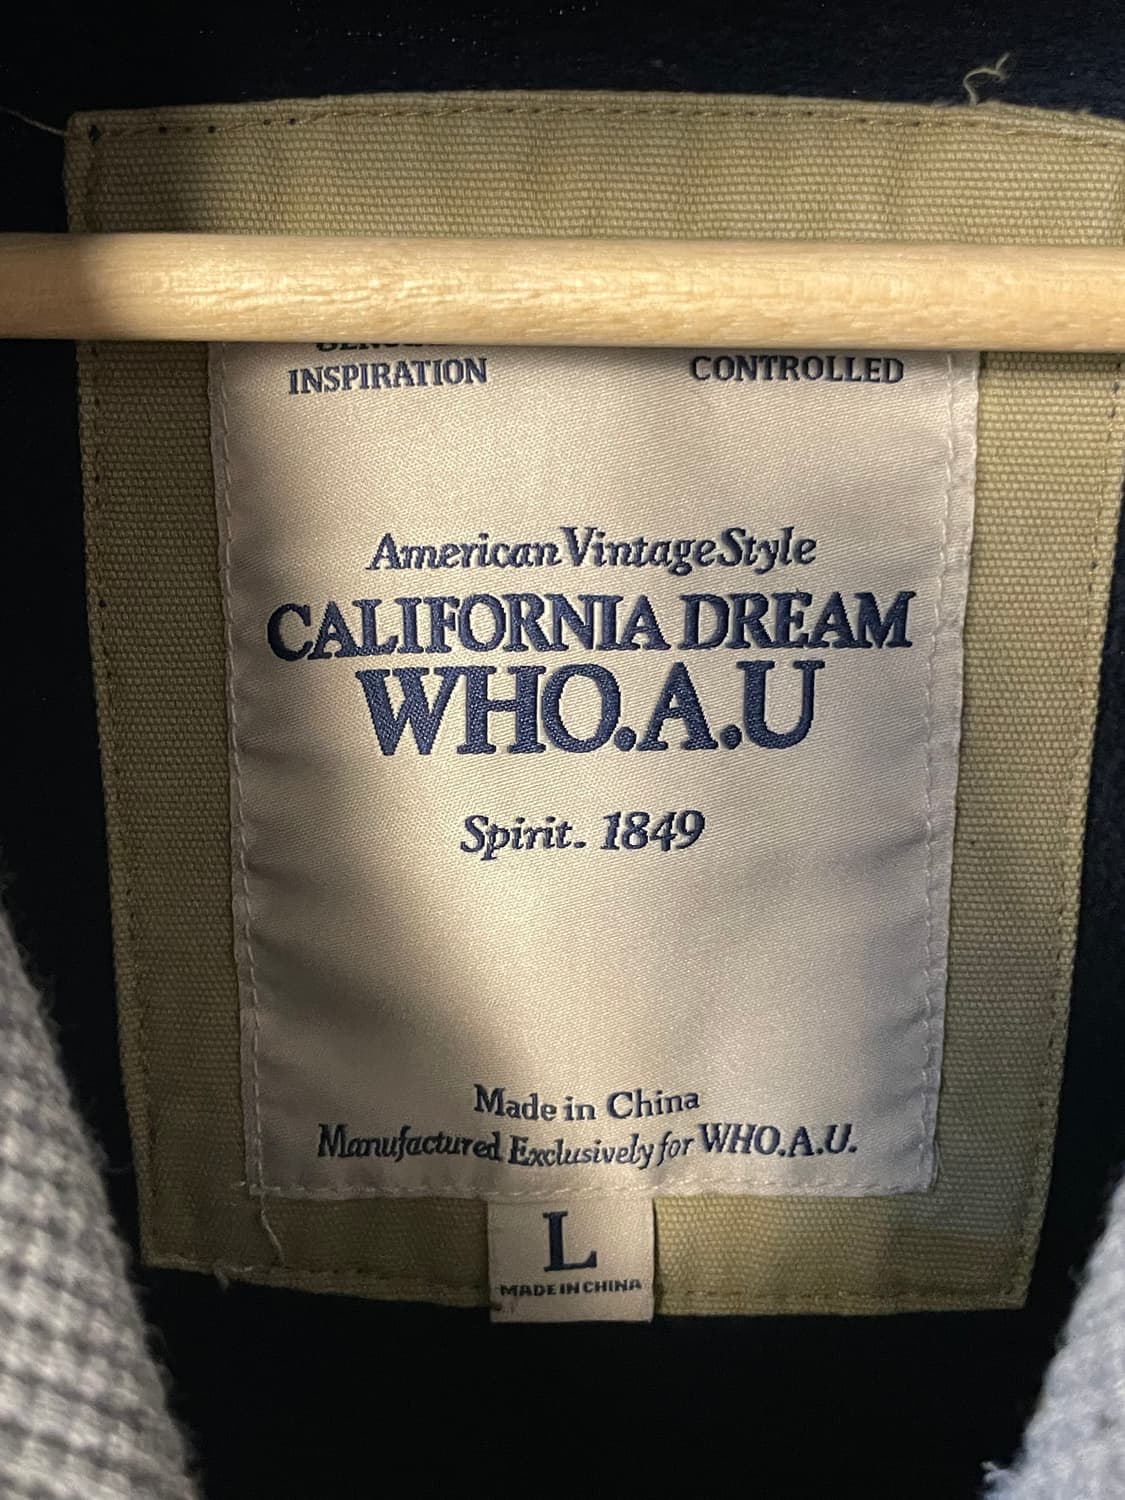 INSPIRATION
CONTROLLED
American Vintage Style
CALIFORNIA DREAM
WHO.A.U
Spirit. 1849
Made in China
Manufactured Exclusively for WHO.A.U.
L
MADE IN CHINA